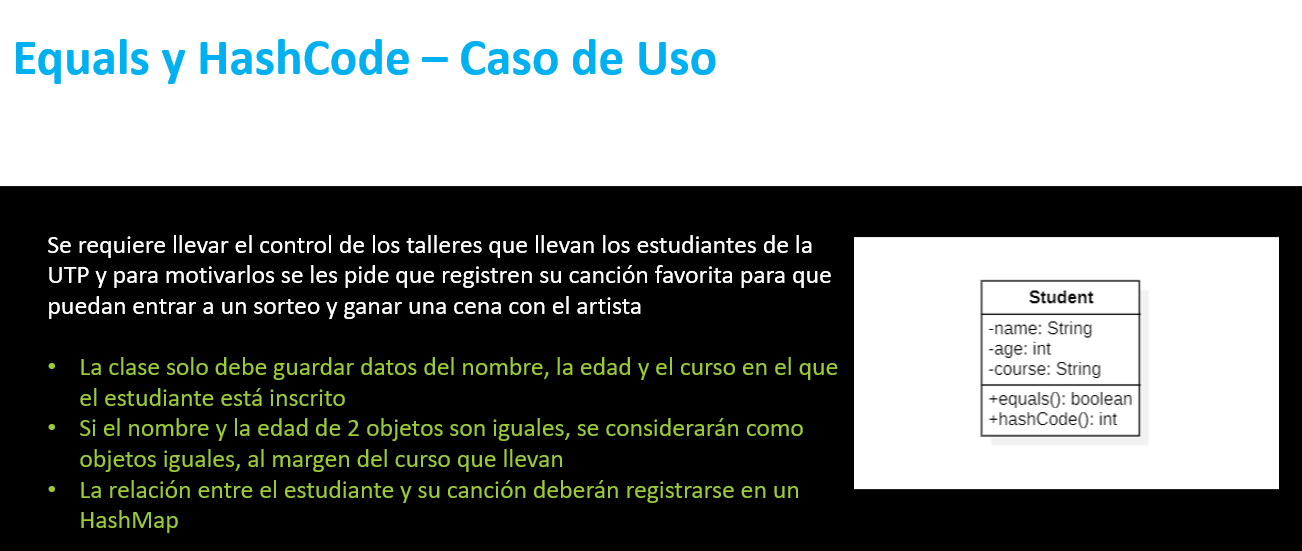 Equals y HashCode – Caso de Uso
Se requiere llevar el control de los talleres que llevan los estudiantes de la
UTP y para motivarlos se les pide que registren su canción favorita para que
puedan entrar a un sorteo y ganar una cena con el artista
• La clase solo debe guardar datos del nombre, la edad y el curso en el que
el estudiante está inscrito
• Si el nombre y la edad de 2 objetos son iguales, se considerarán como
objetos iguales, al margen del curso que llevan
• La relación entre el estudiante y su canción deberán registrarse en un
HashMap
Student
-name: String
-age: int
-course: String
+equals(): boolean
+hashCode(): int